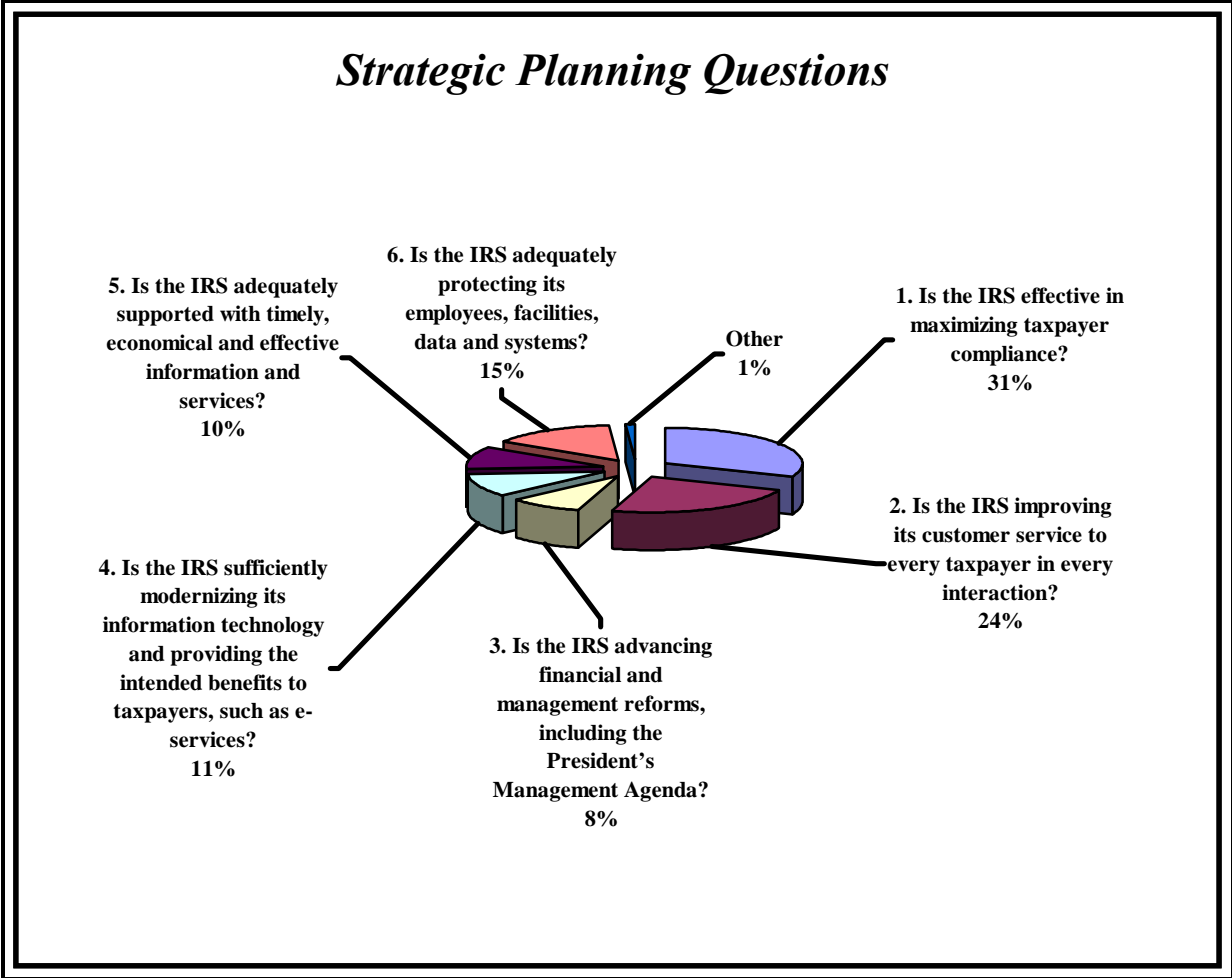 Strategic Planning Questions
1. Is the IRS effective in
maximizing taxpayer
compliance?
31%
2. Is the IRS improving
its customer service to
every taxpayer in every
interaction?
24%
3. Is the IRS advancing
financial and
management reforms,
including the
President’s
Management Agenda?
8%
4. Is the IRS sufficiently
modernizing its
information technology
and providing the
intended benefits to
taxpayers, such as e-
services?
11%
5. Is the IRS adequately
supported with timely,
economical and effective
information and
services?
10%
6. Is the IRS adequately
protecting its
employees, facilities,
data and systems?
15%
Other
1%